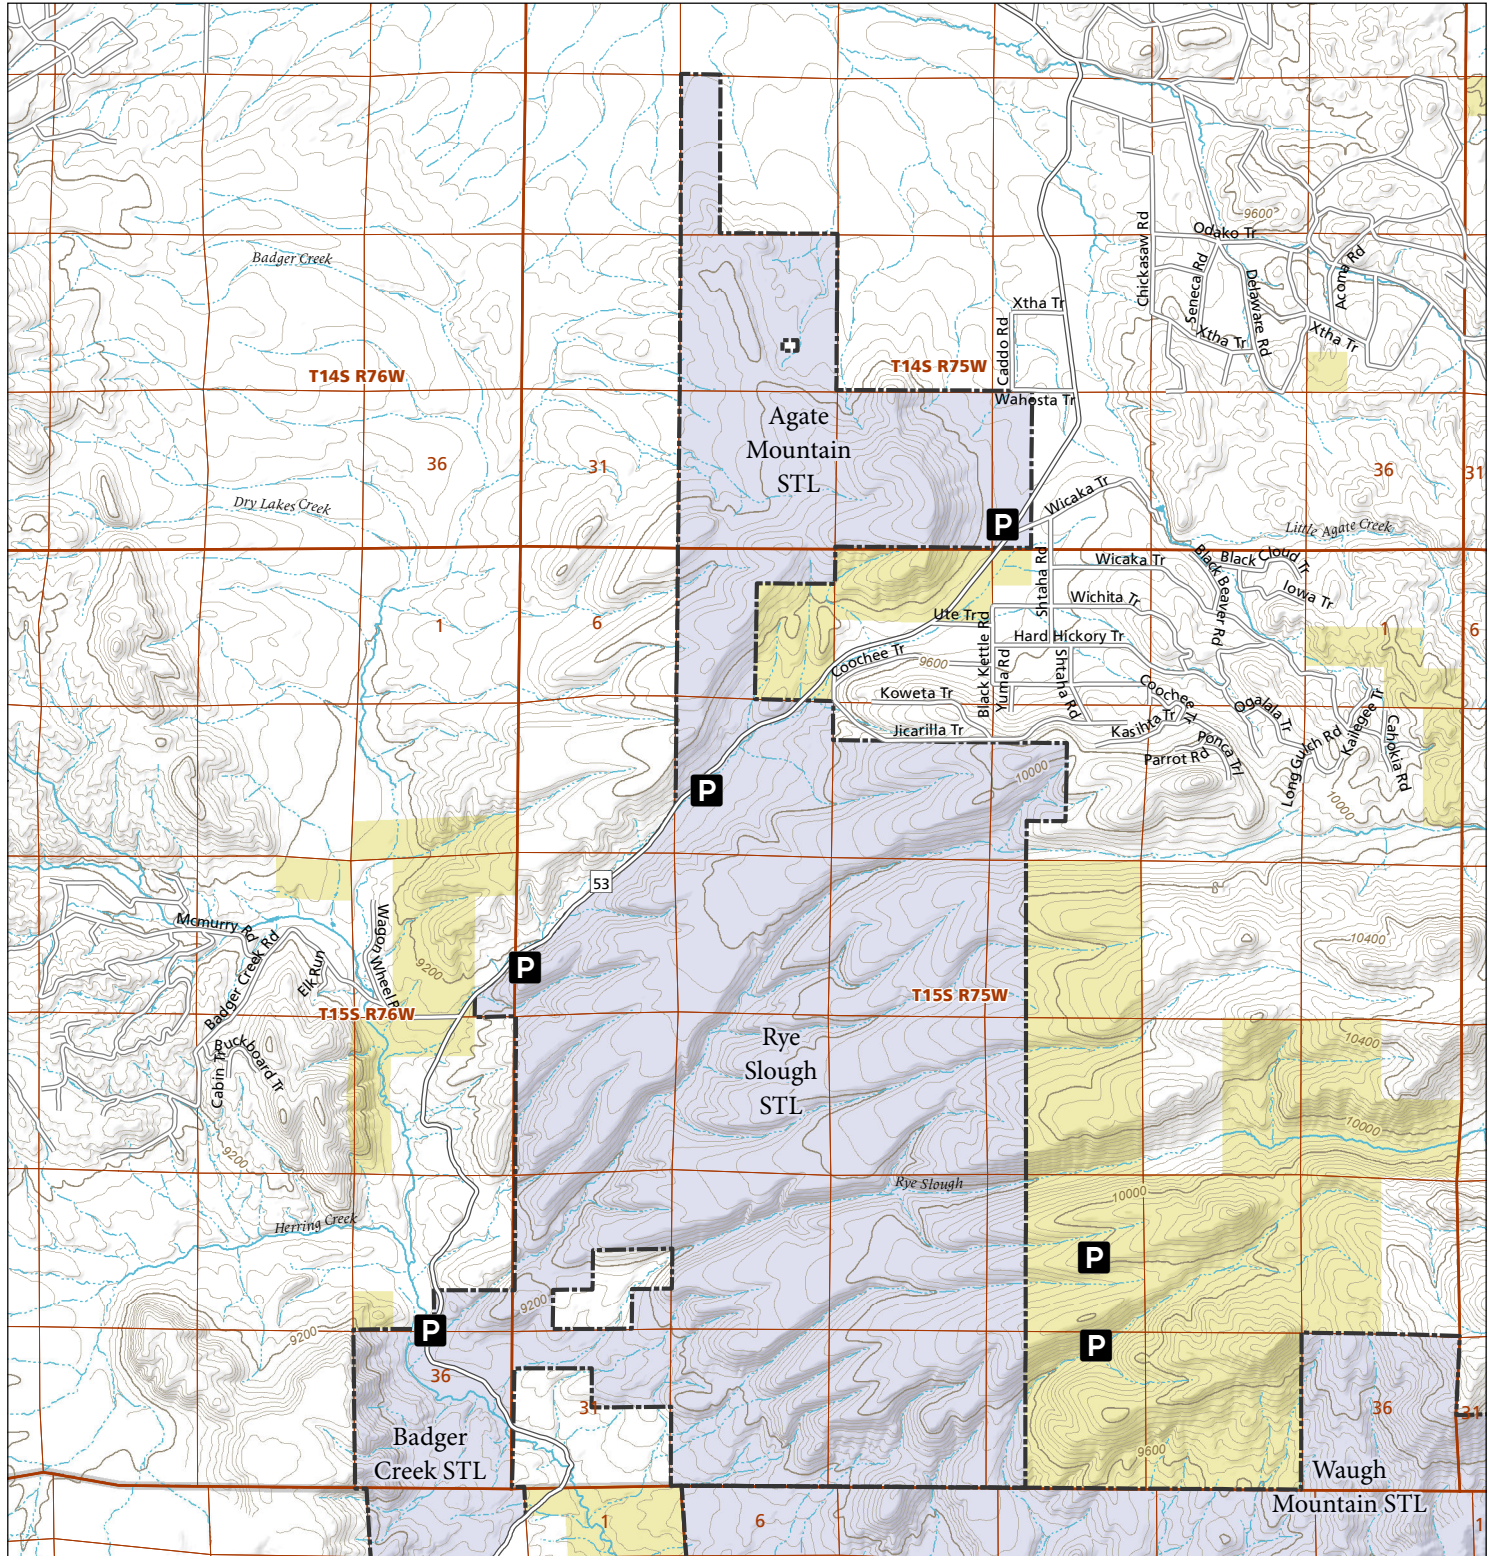 9600
Odako Tr
Chickasaw Rd
Seneca Rd
Delaware Rd
Acoma Rd
Badger Creek
Xtha Tr
Xtha Tr
Xtha Tr
Caddo Rd
T14S R76W
T14S R75W
Wahosta Tr
Agate
Mountain
STL
36
31
36
31
Dry Lakes Creek
P
Wicaka Tr
Little Agate Creek
Shtaha Rd
Wicaka Tr
Black Cloud Tr
Black Beaver Rd
Iowa Tr
Wichita Tr
1
6
Ute Tr
Hard Hickory Tr
1
6
Coochee Tr
9600
Black Kettle Rd
Yuma Rd
Shtaha Rd
Koweta Tr
Coochee Tr
Ogalala Tr
Kailegee Tr
Cahokia Rd
Jicarilla Tr
Kasihta Tr
Ponca Trl
Long Gulch Rd
Parrot Rd
10000
10000
P
53
8
Mcmurry Rd
Badger Creek Rd
Elk Run
Wagon Wheel R
9200
P
10400
T15S R76W
T15S R75W
Buckboard Tr
Cabin Tr
Rye
Slough
STL
10400
10000
9200
Rye Slough
10000
Herring Creek
P
9200
9200
P
P
36
31
36
31
Badger
Creek STL
9600
Waugh
Mountain STL
1
6
1